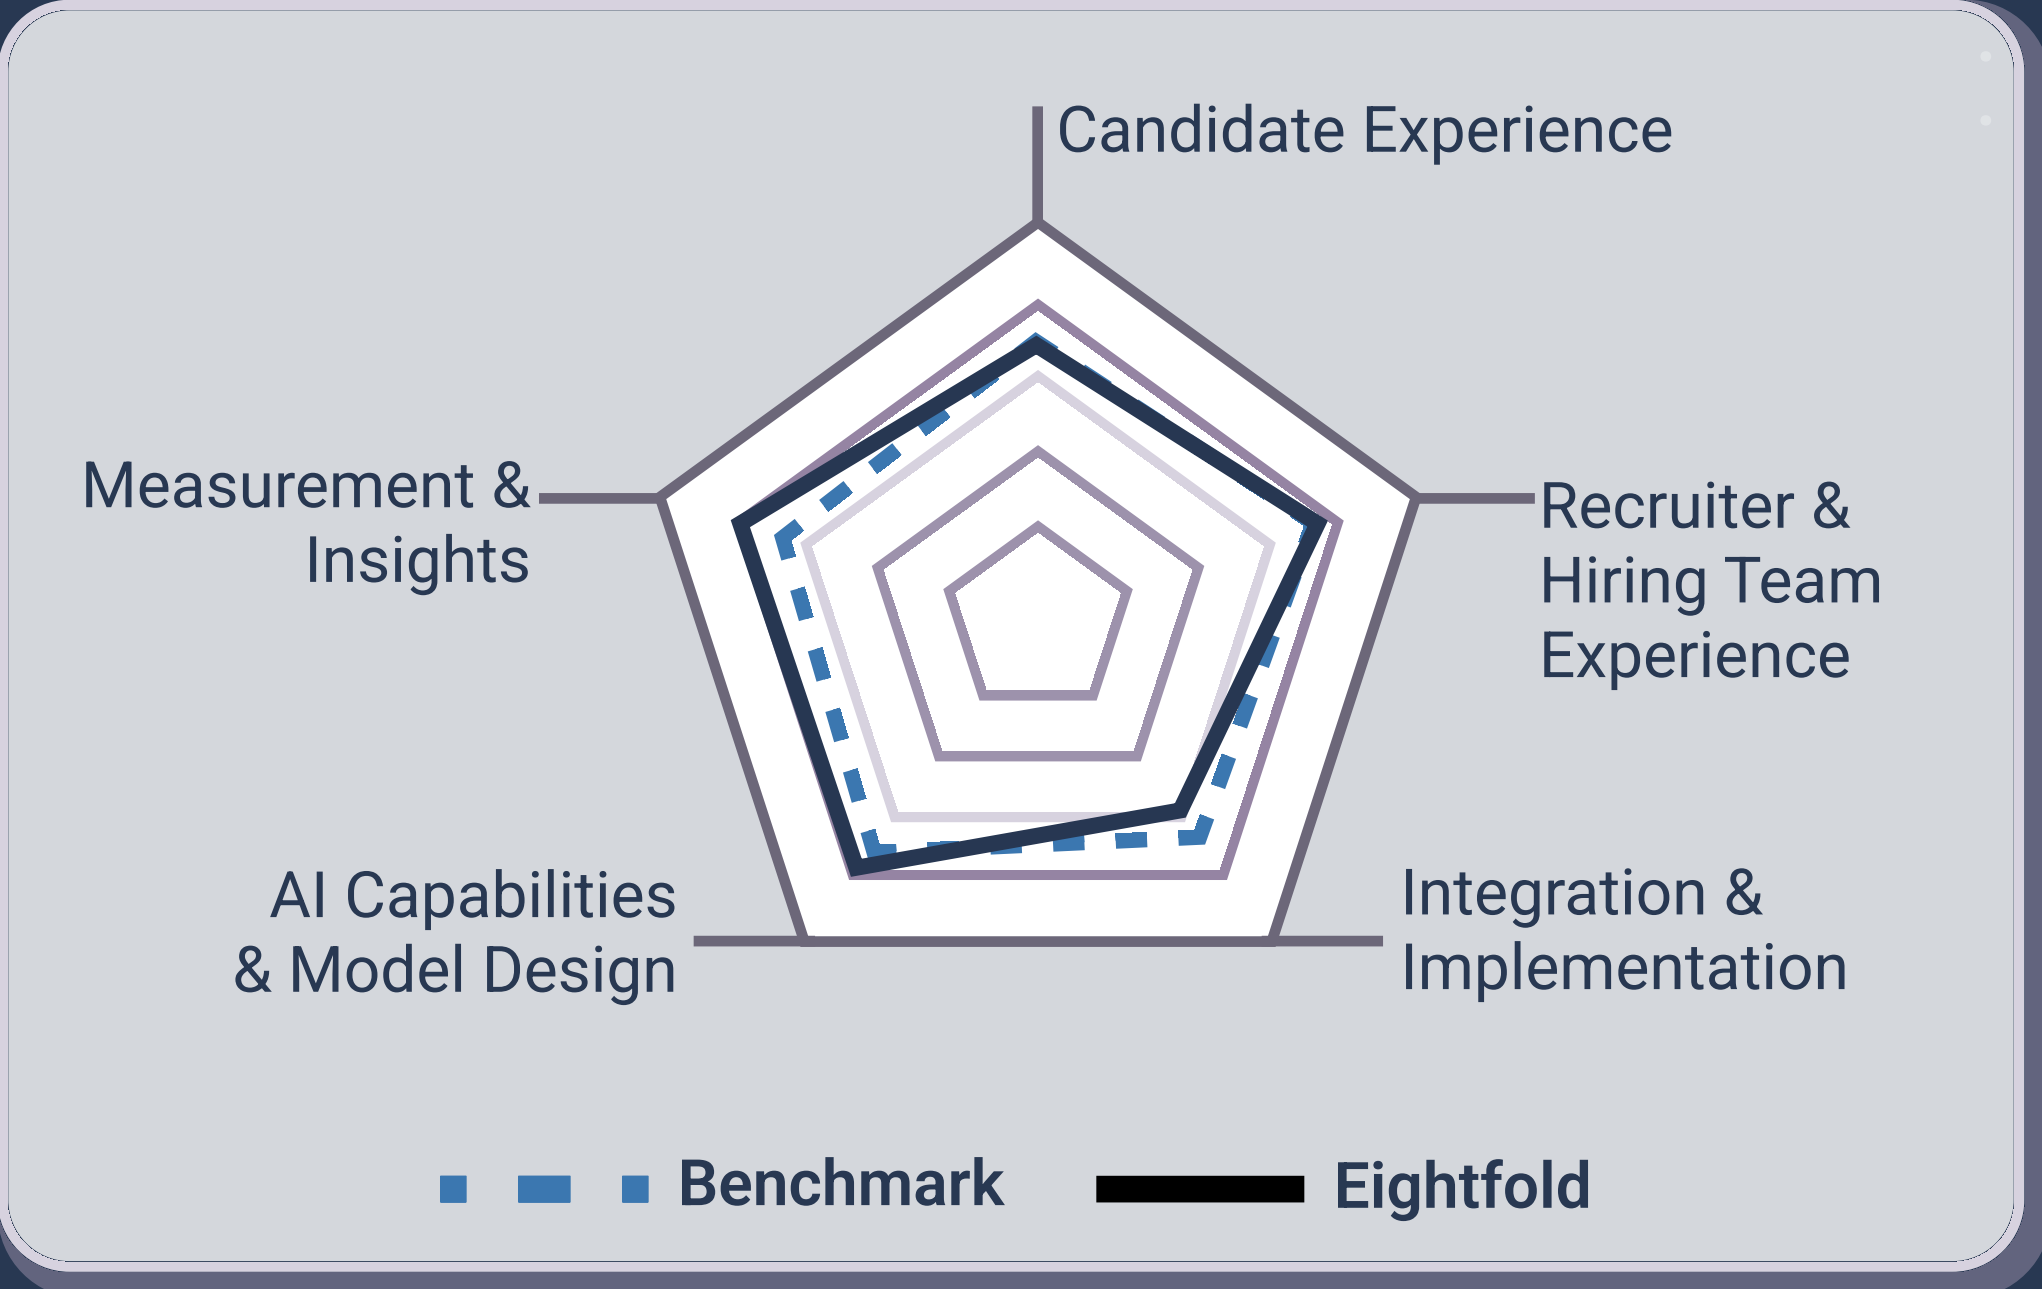 Candidate Experience
Measurement &
Insights
Recruiter &
Hiring Team
Experience
AI Capabilities
& Model Design
Integration &
Implementation
Benchmark
Eightfold